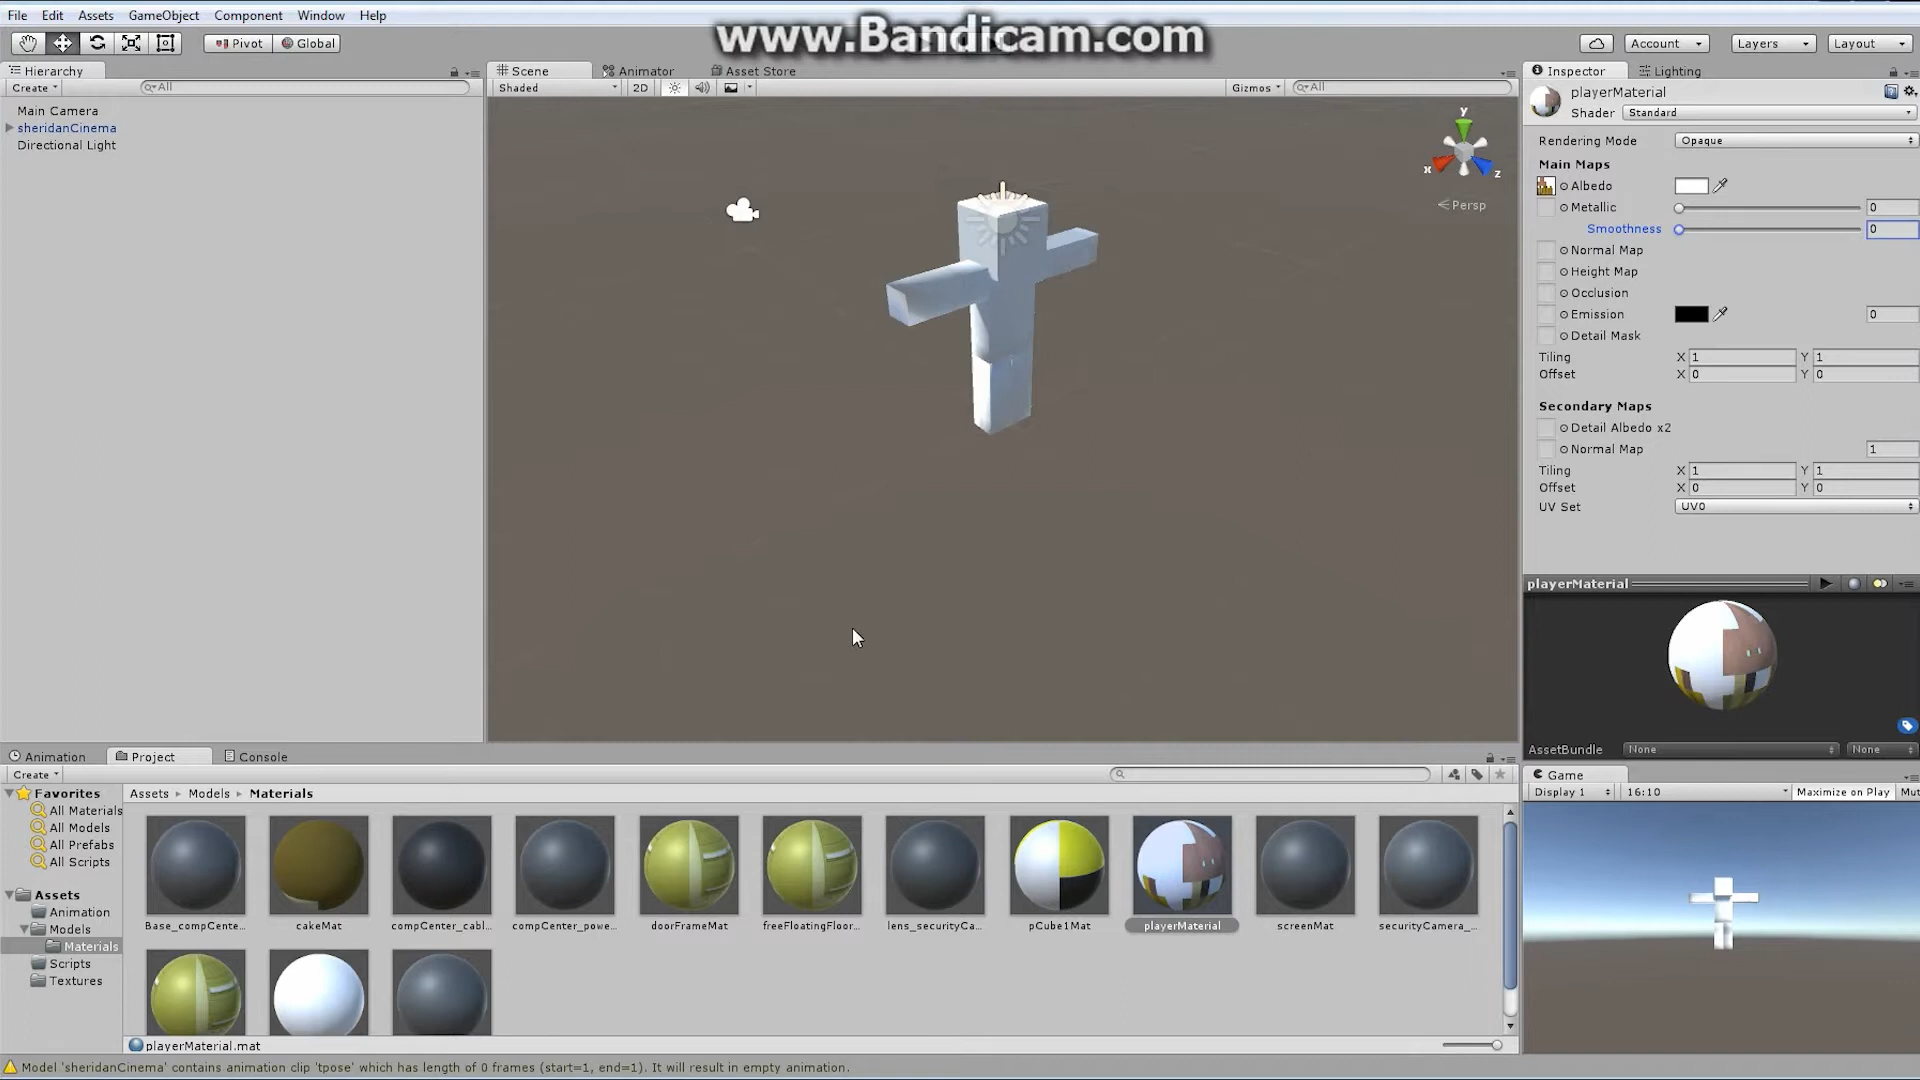 File Edit Assets GameObject Component Window Help
www.Bandicam.com
Pivot Global
Account Layers Layout
Hierarchy
Create All
Main Camera
sheridanCinema
Directional Light
Scene Animator Asset Store
Shaded 2D Gizmos All
y
x
z
Persp
Inspector Lighting
playerMaterial
Shader Standard
Rendering Mode Opaque
Main Maps
Albedo
Metallic 0
Smoothness 0
Normal Map
Height Map
Occlusion
Emission 0
Detail Mask
Tiling X 1 Y 1
Offset X 0 Y 0
Secondary Maps
Detail Albedo x2
Normal Map 1
Tiling X 1 Y 1
Offset X 0 Y 0
UV Set UV0
playerMaterial
AssetBundle None None
Game
Display 1 16:10 Maximize on Play Mut
Animation Project Console
Create
Favorites
All Materials
All Models
All Prefabs
All Scripts
Assets
Animation
Models
Materials
Scripts
Textures
Assets Models Materials
Base_compCente... cakeMat compCenter_cabl... compCenter_powe... doorFrameMat freeFloatingFloor... lens_securityCa... pCube1Mat playerMaterial screenMat securityCamera_...
playerMaterial.mat
Model 'sheridanCinema' contains animation clip 'tpose' which has length of 0 frames (start=1, end=1). It will result in empty animation.